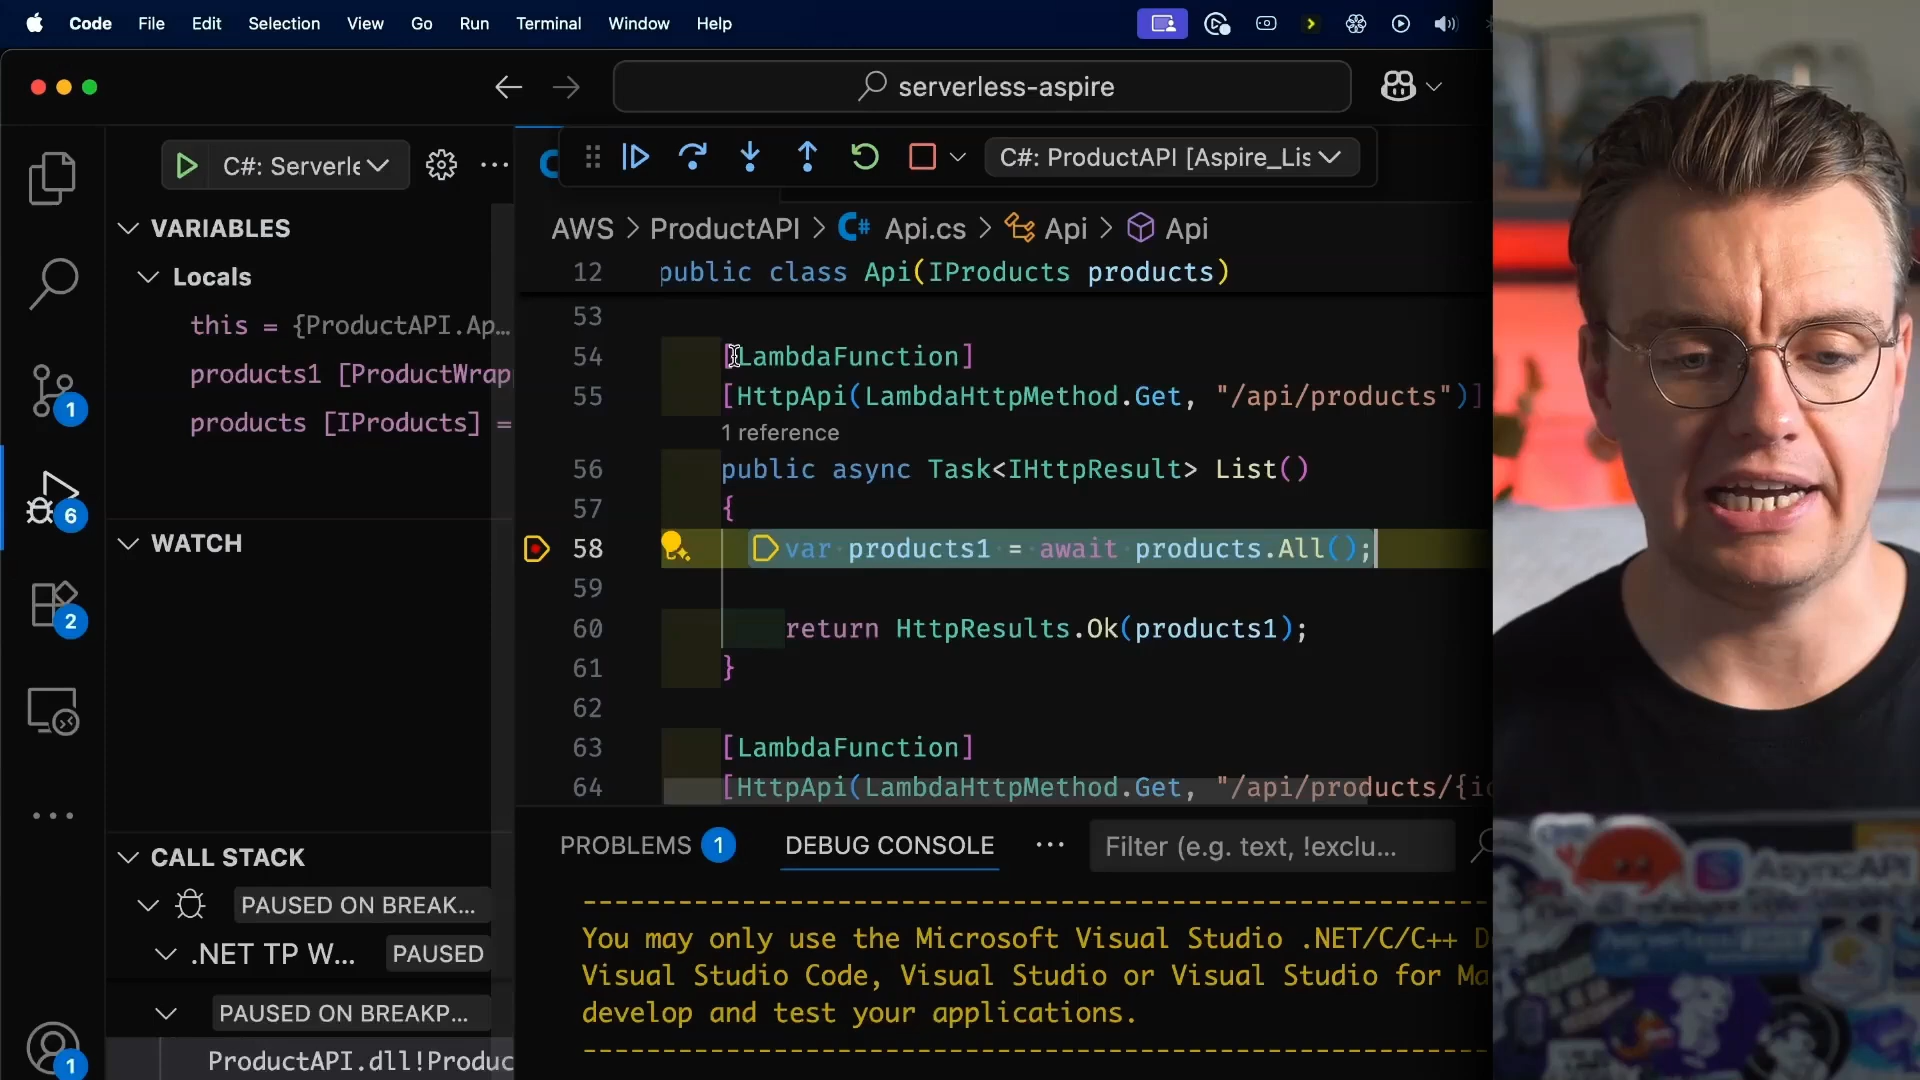 Code File Edit Selection View Go Run Terminal Window Help
serverless-aspire
C#: Serverle
C#: ProductAPI [Aspire_Lis
VARIABLES
Locals
this = {ProductAPI.Ap…
products1 [ProductWrap
products [IProducts] =
WATCH
CALL STACK
PAUSED ON BREAK…
.NET TP W… PAUSED
PAUSED ON BREAKP…
ProductAPI.dll!Produc
1
6
2
1
AWS > ProductAPI > Api.cs > Api > Api
12 public class Api(IProducts products)
53
54 [LambdaFunction]
55 [HttpApi(LambdaHttpMethod.Get, "/api/products")]
1 reference
56 public async Task<IHttpResult> List()
57 {
58 var products1 = await products.All();
59
60 return HttpResults.Ok(products1);
61 }
62
63 [LambdaFunction]
64 [HttpApi(LambdaHttpMethod.Get, "/api/products/{id
PROBLEMS 1 DEBUG CONSOLE ··· Filter (e.g. text, !exclu…
You may only use the Microsoft Visual Studio .NET/C/C++ D
Visual Studio Code, Visual Studio or Visual Studio for Ma
develop and test your applications.
AsyncAPI